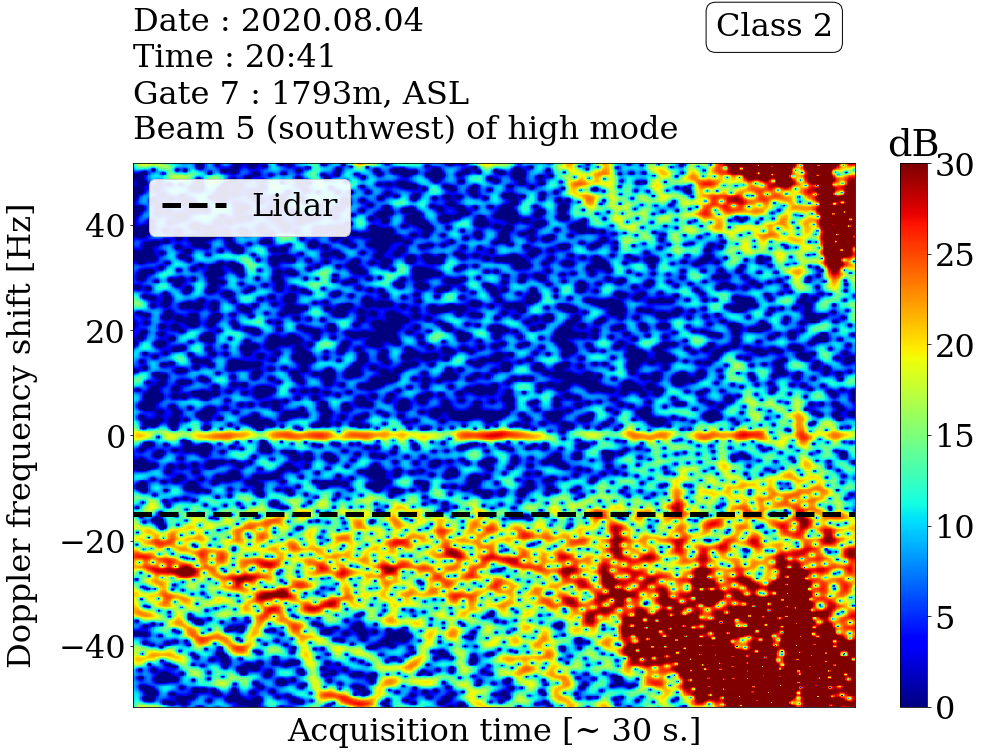 Date : 2020.08.04
Time : 20:41
Gate 7 : 1793m, ASL
Beam 5 (southwest) of high mode
Class 2
dB
Lidar
Doppler frequency shift [Hz]
40
20
0
−20
−40
Acquisition time [~ 30 s.]
30
25
20
15
10
5
0